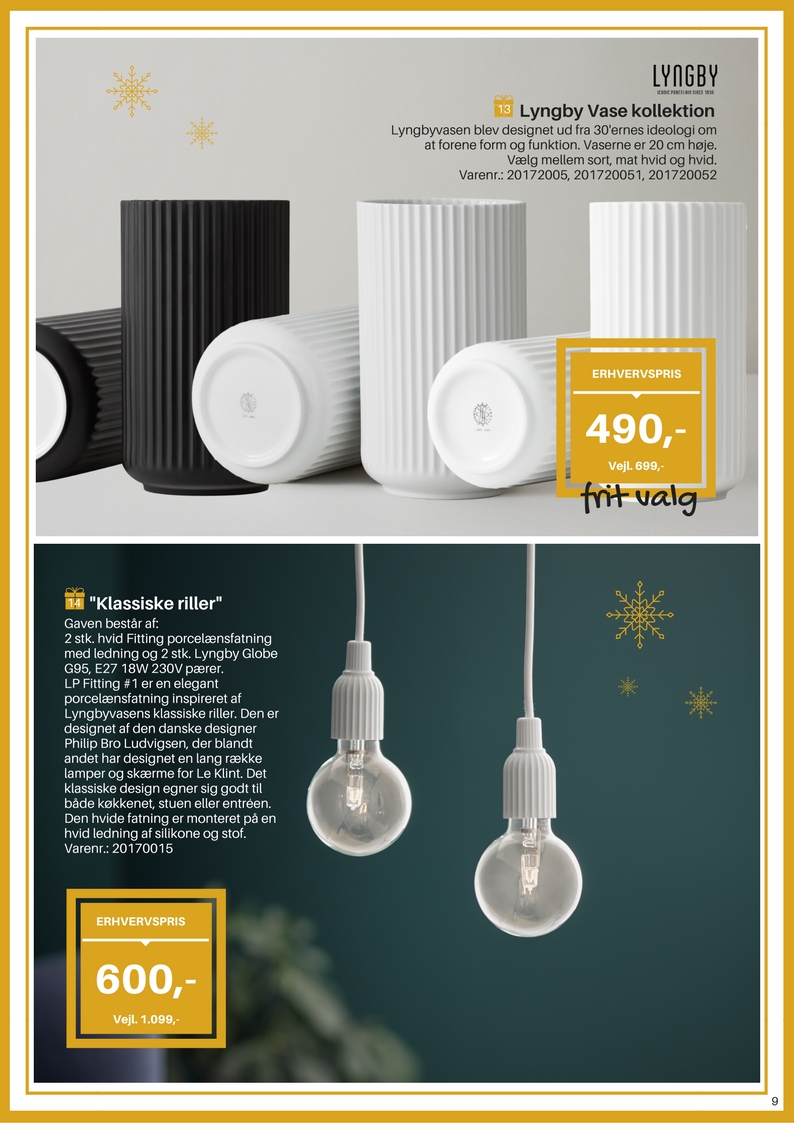 LYNGBY
ICONIC PORCELAIN SINCE 1936
13 Lyngby Vase kollektion
Lyngbyvasen blev designet ud fra 30'ernes ideologi om
at forene form og funktion. Vaserne er 20 cm høje.
Vælg mellem sort, mat hvid og hvid.
Varenr.: 20172005, 201720051, 201720052
ERHVERVSPRIS
490,-
Vejl. 699,-
frit valg
14 "Klassiske riller"
Gaven består af:
2 stk. hvid Fitting porcelænsfatning
med ledning og 2 stk. Lyngby Globe
G95, E27 18W 230V pærer.
LP Fitting #1 er en elegant
porcelænsfatning inspireret af
Lyngbyvasens klassiske riller. Den er
designet af den danske designer
Philip Bro Ludvigsen, der blandt
andet har designet en lang række
lamper og skærme for Le Klint. Det
klassiske design egner sig godt til
både køkkenet, stuen eller entréen.
Den hvide fatning er monteret på en
hvid ledning af silikone og stof.
Varenr.: 20170015
ERHVERVSPRIS
600,-
Vejl. 1.099,-
9